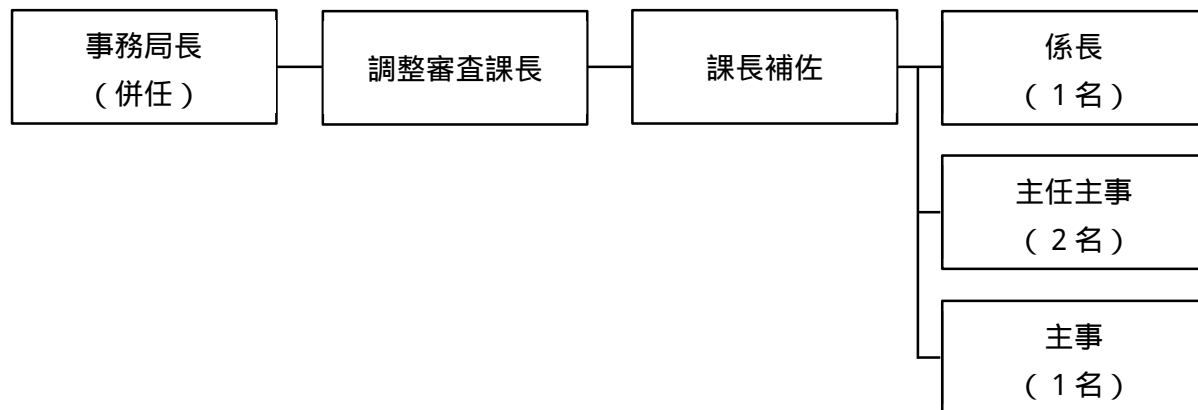 事務局長
（併任）
調整審査課長
課長補佐
係長
（1名）
主任主事
（2名）
主事
（1名）